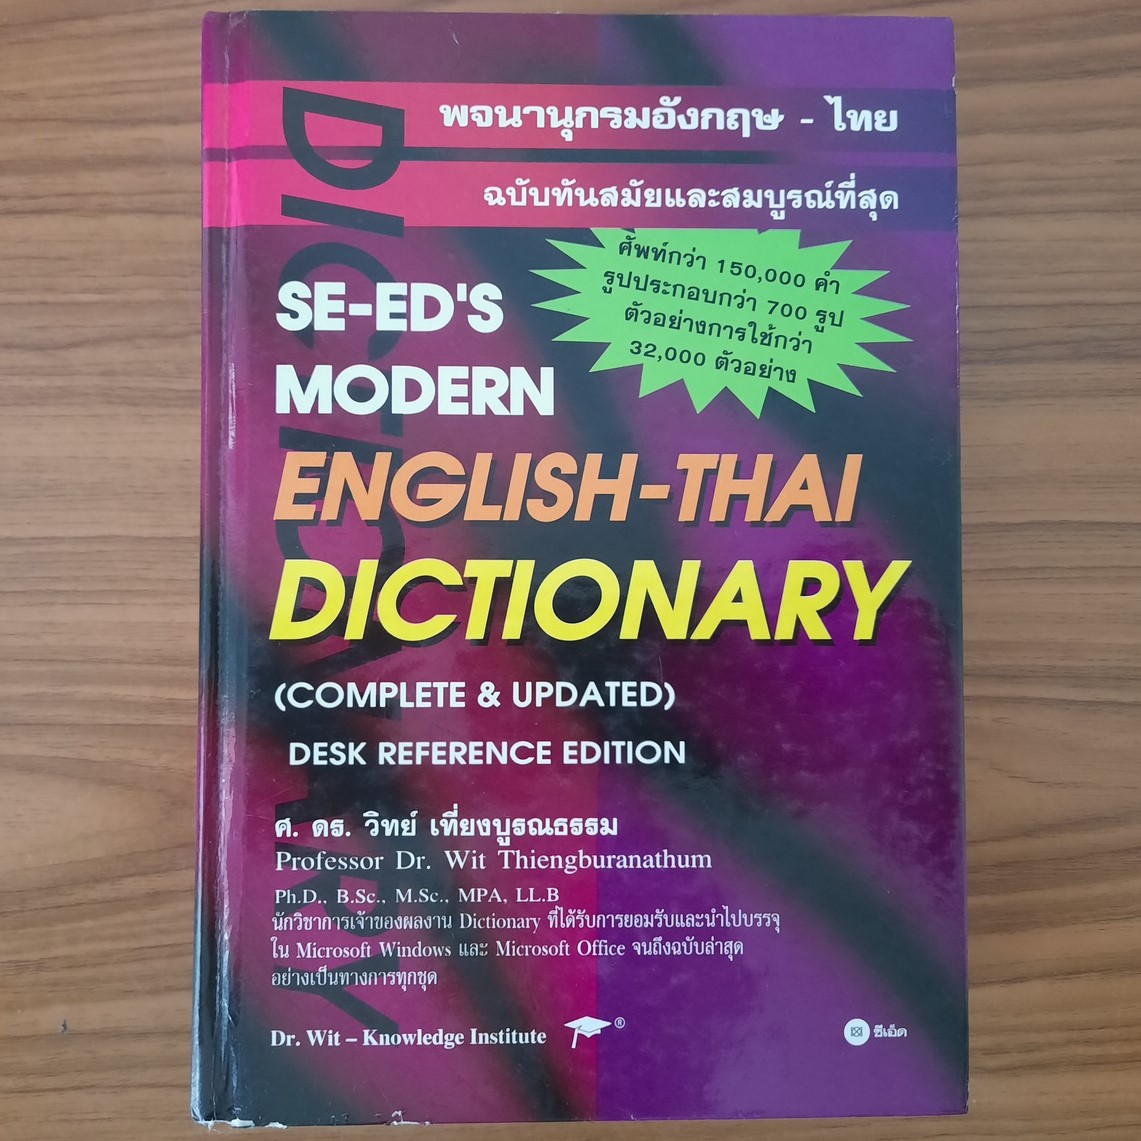 พจนานุกรมอังกฤษ - ไทย
ฉบับทันสมัยและสมบูรณ์ที่สุด
ศัพท์กว่า 150,000 คำ
รูปประกอบกว่า 700 รูป
ตัวอย่างการใช้กว่า
32,000 ตัวอย่าง
DICTIONARY
SE-ED'S
MODERN
ENGLISH-THAI
DICTIONARY
(COMPLETE & UPDATED)
DESK REFERENCE EDITION
ศ. ดร. วิทย์ เที่ยงบูรณธรรม
Professor Dr. Wit Thiengburanathum
Ph.D., B.Sc., M.Sc., MPA, LL.B
นักวิชาการเจ้าของผลงาน Dictionary ที่ได้รับการยอมรับและนำไปบรรจุ
ใน Microsoft Windows และ Microsoft Office จนถึงฉบับล่าสุด
อย่างเป็นทางการทุกชุด
Dr. Wit – Knowledge Institute ®
ซีเอ็ด